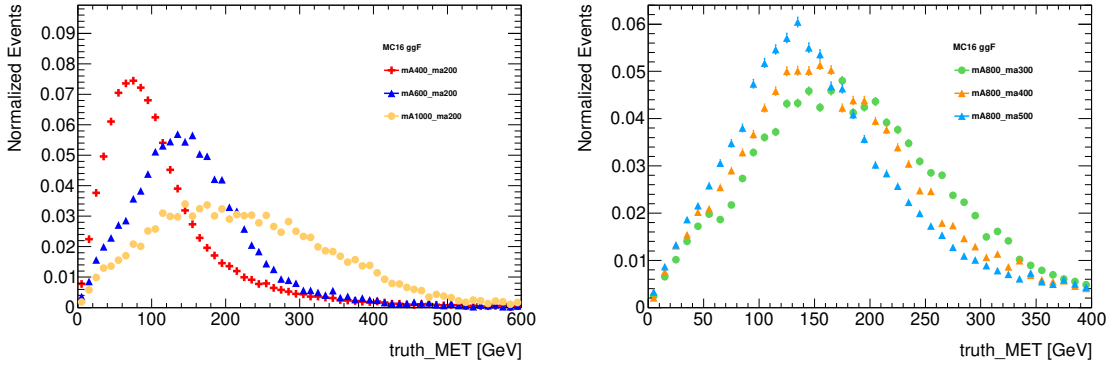 Normalized Events
0.09
0.08
0.07
0.06
0.05
0.04
0.03
0.02
0.01
0
MC16 ggF
mA400_ma200
mA600_ma200
mA1000_ma200
0 100 200 300 400 500 600
truth_MET [GeV]
Normalized Events
0.06
0.05
0.04
0.03
0.02
0.01
0
MC16 ggF
mA800_ma300
mA800_ma400
mA800_ma500
0 50 100 150 200 250 300 350 400
truth_MET [GeV]